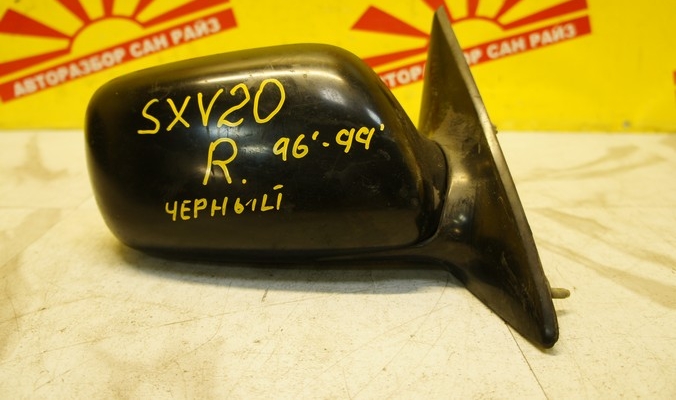 АВТОРАЗБОР САН РАЙЗ
АВТОРАЗБОР САН РАЙЗ
SXV20
R. 96'-99'
ЧЕРНЫЙ